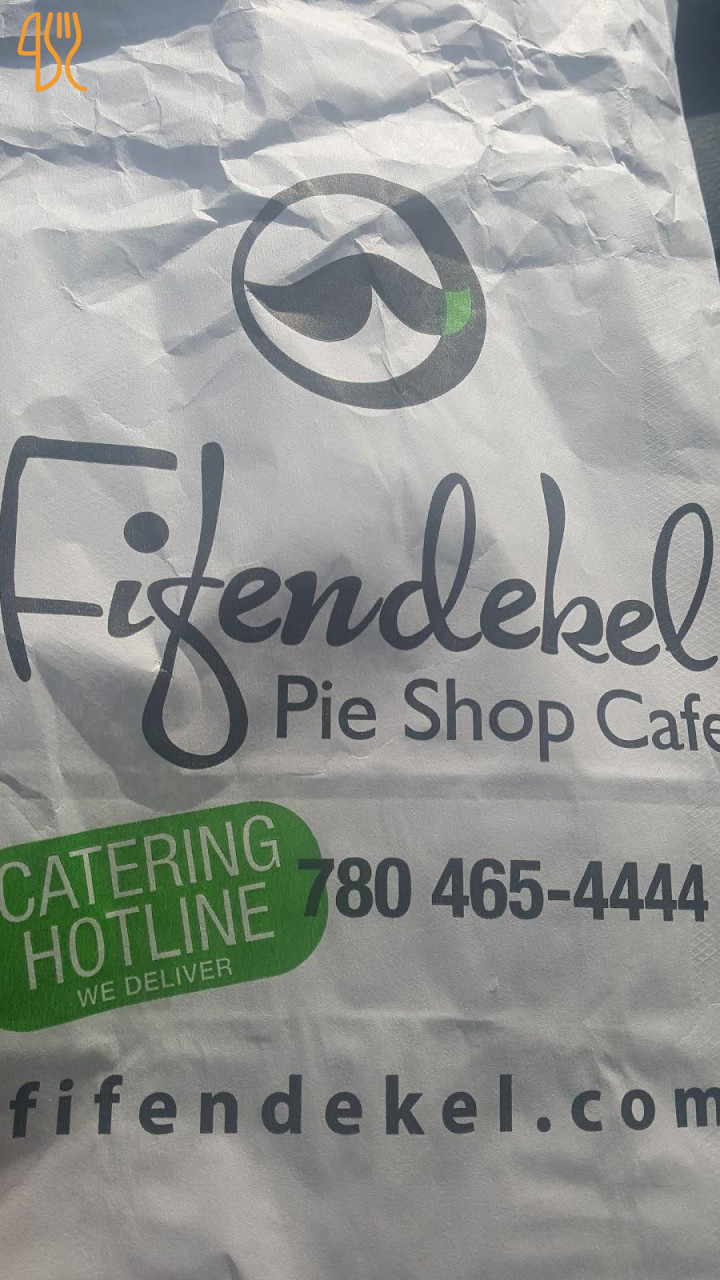 Fifendekel
Pie Shop Cafe
CATERING
HOTLINE
WE DELIVER
780 465-4444
fifendekel.com